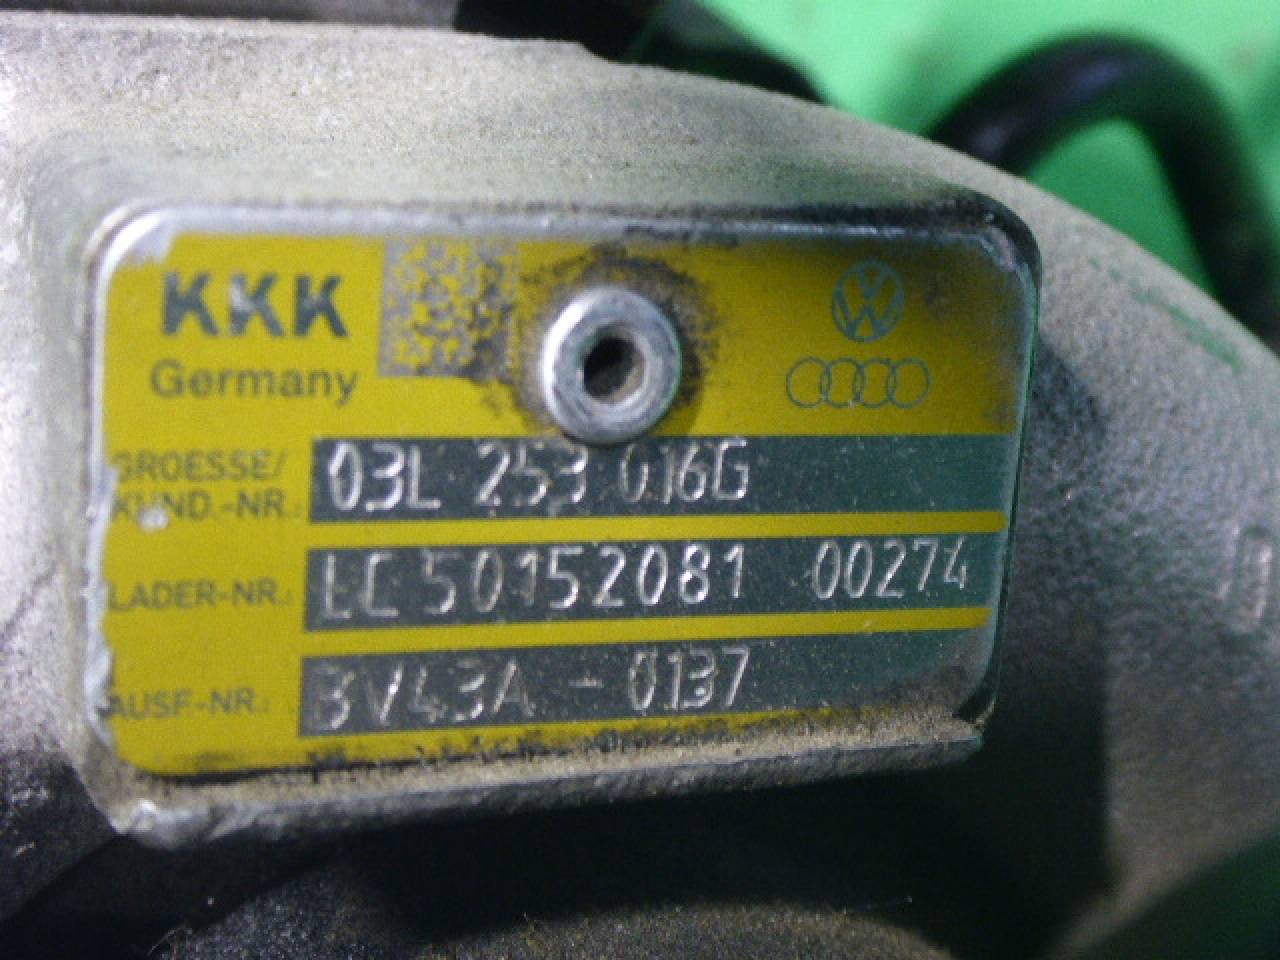 KKK
Germany
GROESSE/
KUND.-NR.: 03L 253 016G
LADER-NR.: LC 50152081 00274
AUSF.-NR.: BV43A - 0137